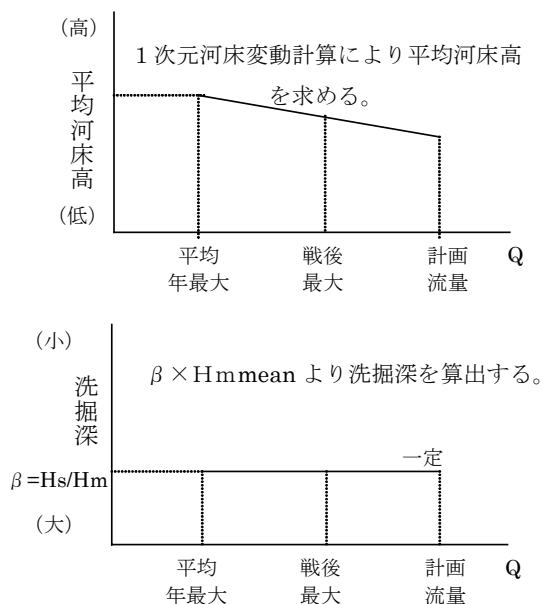 （高）
1 次元河床変動計算により平均河床高
を求める。
平均河床高
（低）
平均
年最大
戦後
最大
計画
流量
Q
（小）
β×Ｈｍmean より洗掘深を算出する。
洗掘深
一定
β=Hs/Hm
（大）
平均
年最大
戦後
最大
計画
流量
Q